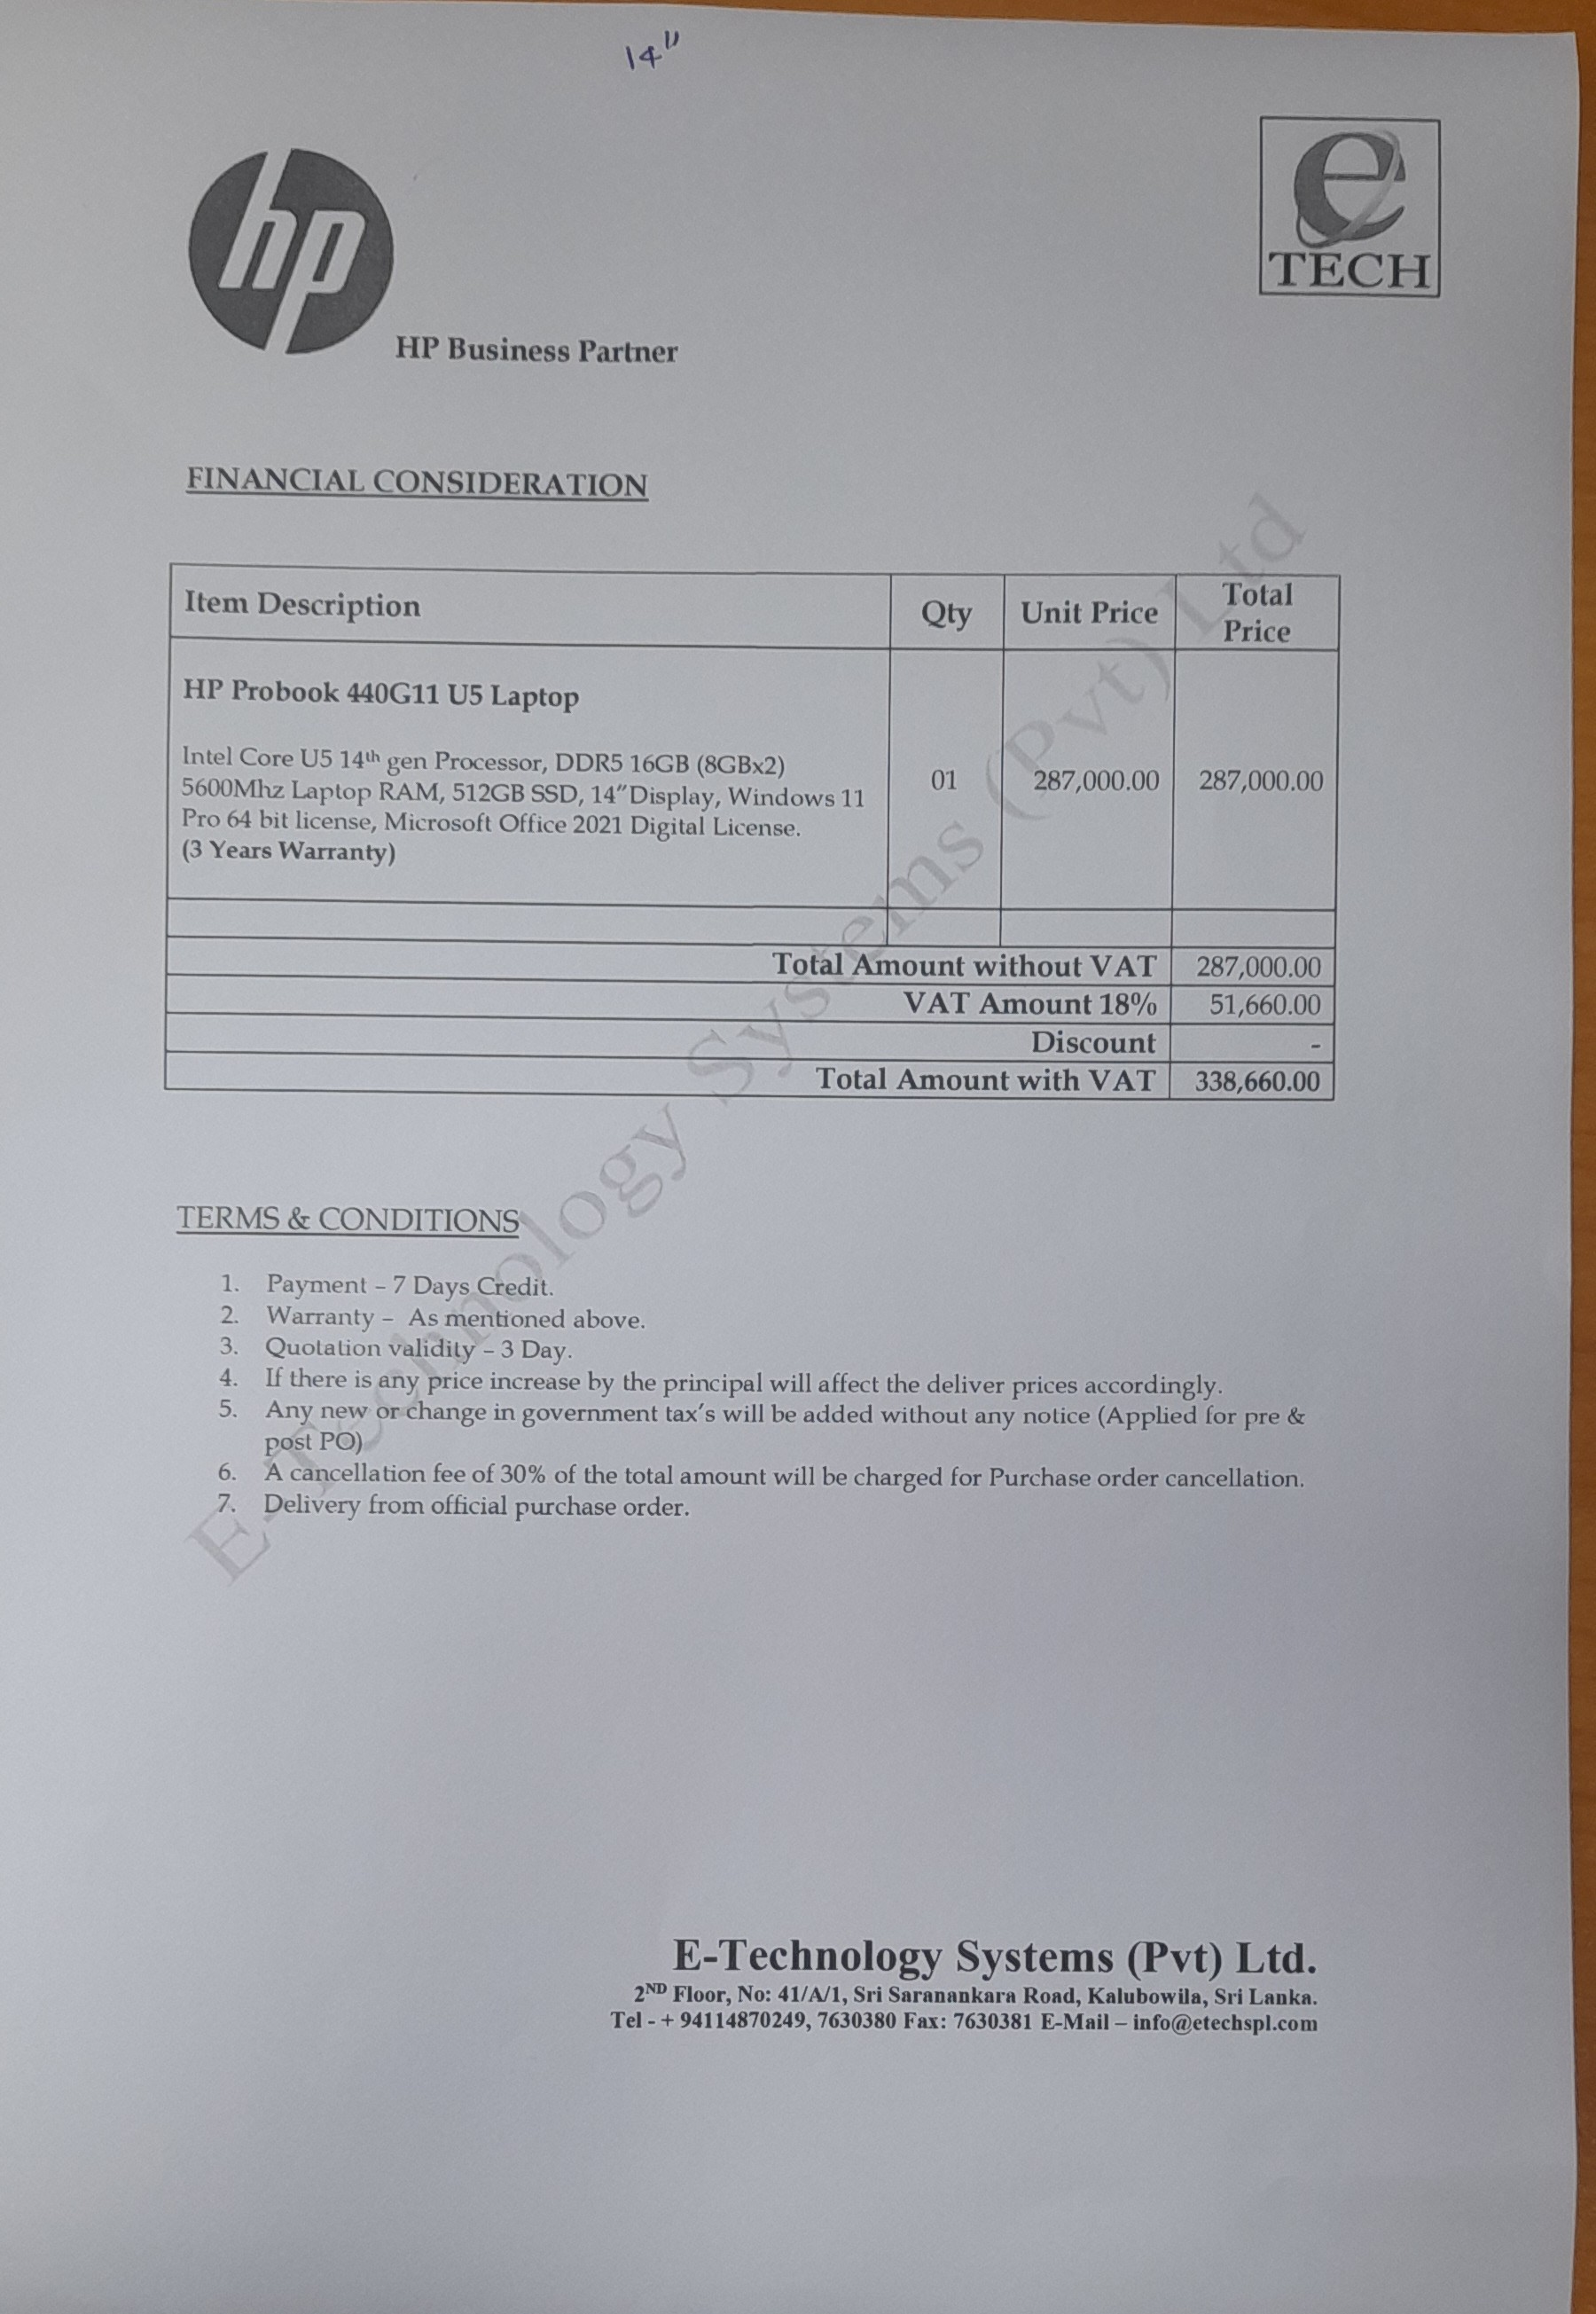 14"
hp
e
TECH
HP Business Partner
FINANCIAL CONSIDERATION
Item Description Qty Unit Price Total Price
HP Probook 440G11 U5 Laptop
Intel Core U5 14th gen Processor, DDR5 16GB (8GBx2)
5600Mhz Laptop RAM, 512GB SSD, 14"Display, Windows 11
Pro 64 bit license, Microsoft Office 2021 Digital License.
(3 Years Warranty)
01 287,000.00 287,000.00
Total Amount without VAT 287,000.00
VAT Amount 18% 51,660.00
Discount -
Total Amount with VAT 338,660.00
E-Technology Systems (Pvt) Ltd
TERMS & CONDITIONS
1. Payment – 7 Days Credit.
2. Warranty – As mentioned above.
3. Quotation validity – 3 Day.
4. If there is any price increase by the principal will affect the deliver prices accordingly.
5. Any new or change in government tax's will be added without any notice (Applied for pre &
post PO)
6. A cancellation fee of 30% of the total amount will be charged for Purchase order cancellation.
7. Delivery from official purchase order.
E-Technology Systems (Pvt) Ltd.
2ND Floor, No: 41/A/1, Sri Saranankara Road, Kalubowila, Sri Lanka.
Tel - + 94114870249, 7630380 Fax: 7630381 E-Mail – info@etechspl.com